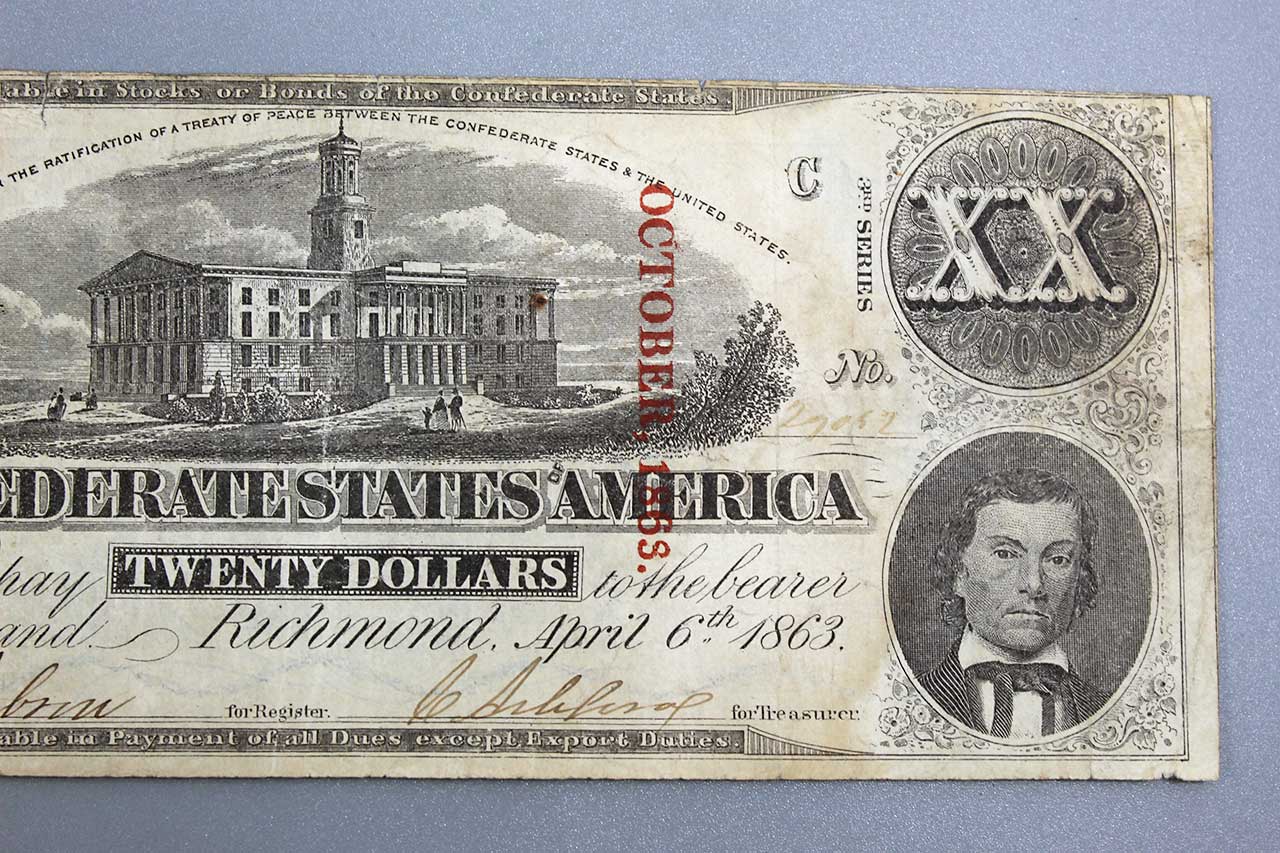 able in Stocks or Bonds of the Confederate States.
THE RATIFICATION OF A TREATY OF PEACE BETWEEN THE CONFEDERATE STATES & THE UNITED STATES.
C
3RD SERIES
XX
OCTOBER, 1863.
No.
EDERATE STATES OF AMERICA
pay TWENTY DOLLARS to the bearer
and. Richmond, April 6th 1863.
for Register. for Treasurer.
able in Payment of all Dues except Export Duties.